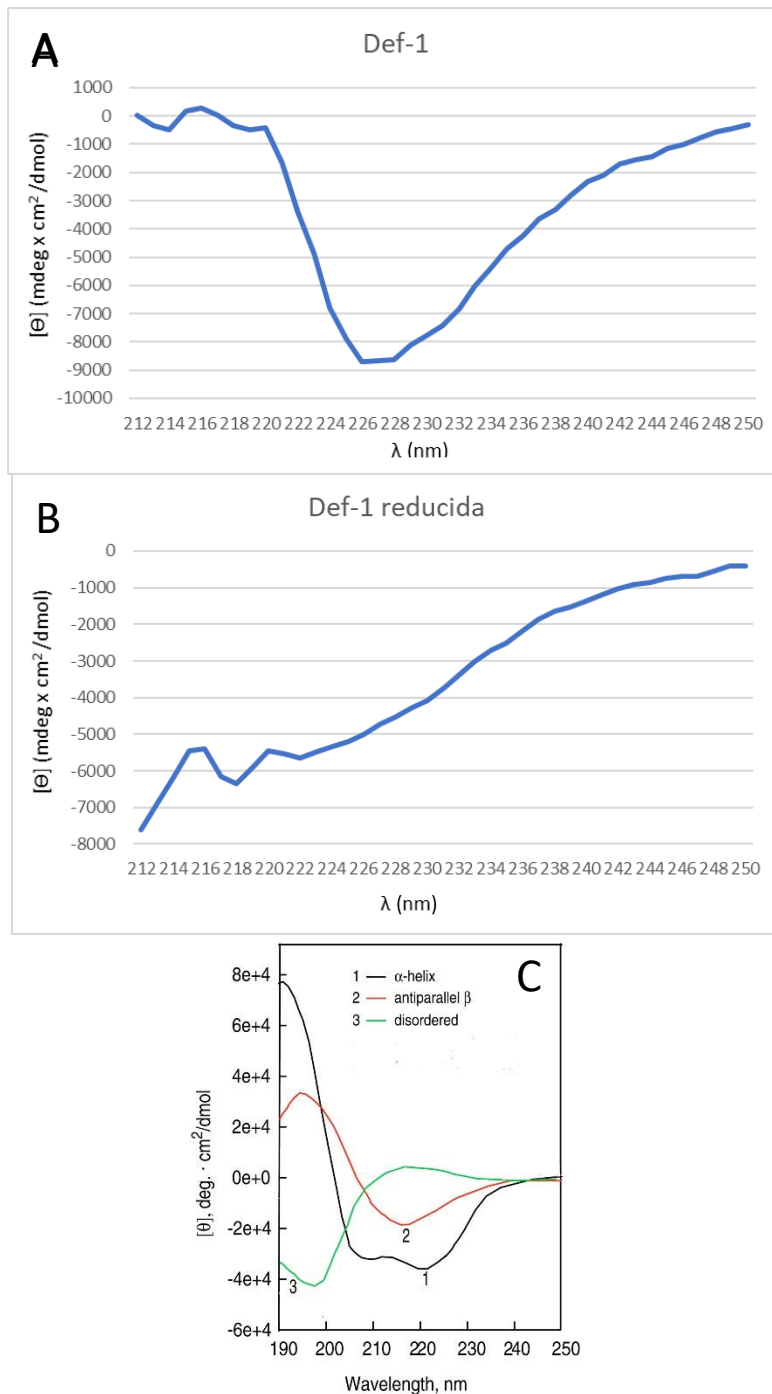 A
Def-1
1000
0
-1000
-2000
-3000
-4000
-5000
-6000
-7000
-8000
-9000
-10000
[Θ] (mdeg x cm² /dmol)
212 214 216 218 220 222 224 226 228 230 232 234 236 238 240 242 244 246 248 250
λ (nm)
B
Def-1 reducida
0
-1000
-2000
-3000
-4000
-5000
-6000
-7000
-8000
[Θ] (mdeg x cm² /dmol)
212 214 216 218 220 222 224 226 228 230 232 234 236 238 240 242 244 246 248 250
λ (nm)
C
1 α-helix
2 antiparallel β
3 disordered
8e+4
6e+4
4e+4
2e+4
0e+0
-2e+4
-4e+4
-6e+4
[θ], deg. · cm²/dmol
2
1
3
190 200 210 220 230 240 250
Wavelength, nm